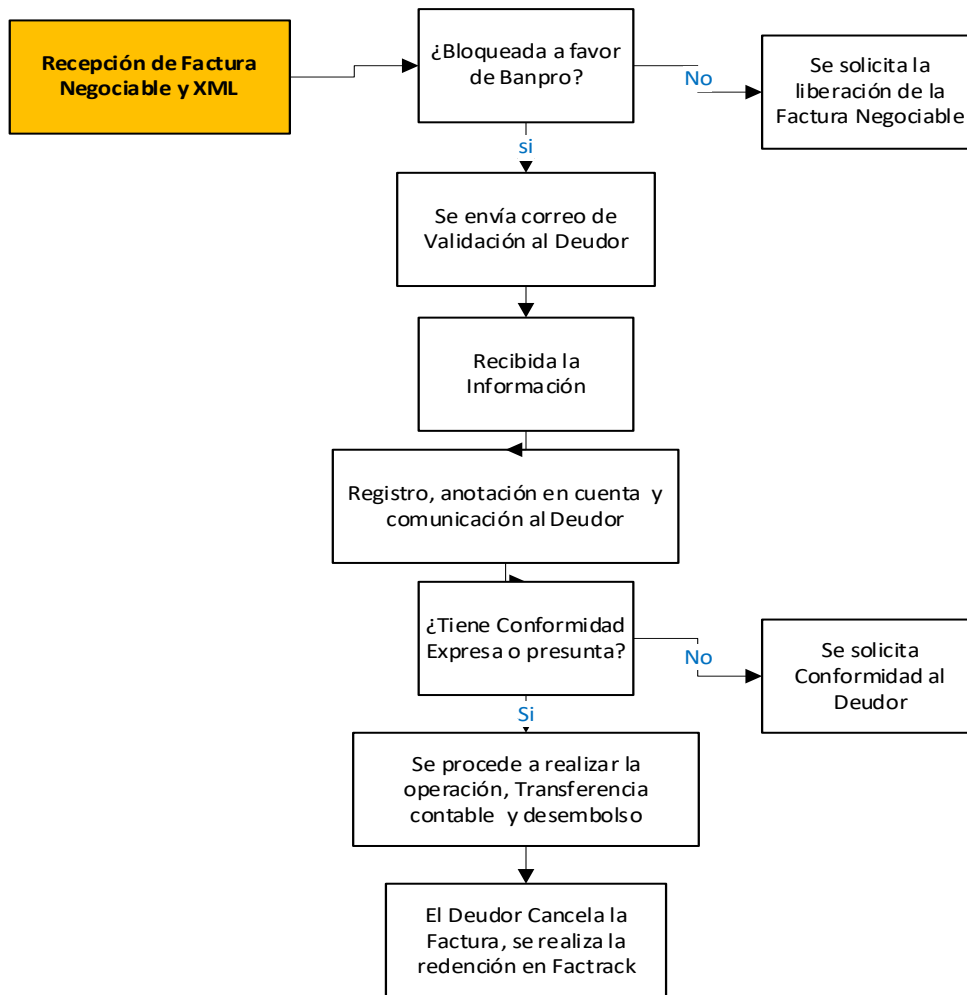 Recepción de Factura
Negociable y XML
¿Bloqueada a favor
de Banpro?
No
Se solicita la
liberación de la
Factura Negociable
si
Se envía correo de
Validación al Deudor
Recibida la
Información
Registro, anotación en cuenta y
comunicación al Deudor
¿Tiene Conformidad
Expresa o presunta?
No
Se solicita
Conformidad al
Deudor
Si
Se procede a realizar la
operación, Transferencia
contable y desembolso
El Deudor Cancela la
Factura, se realiza la
redención en Factrack